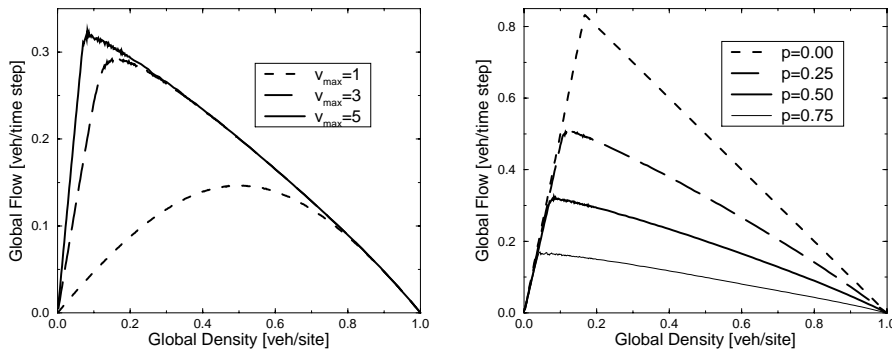 0.3
0.2
0.1
0.0
0.0 0.2 0.4 0.6 0.8 1.0
Global Flow [veh/time step]
Global Density [veh/site]
v_max=1
v_max=3
v_max=5
0.8
0.6
0.4
0.2
0.0
0.0 0.2 0.4 0.6 0.8 1.0
Global Flow [veh/time step]
Global Density [veh/site]
p=0.00
p=0.25
p=0.50
p=0.75